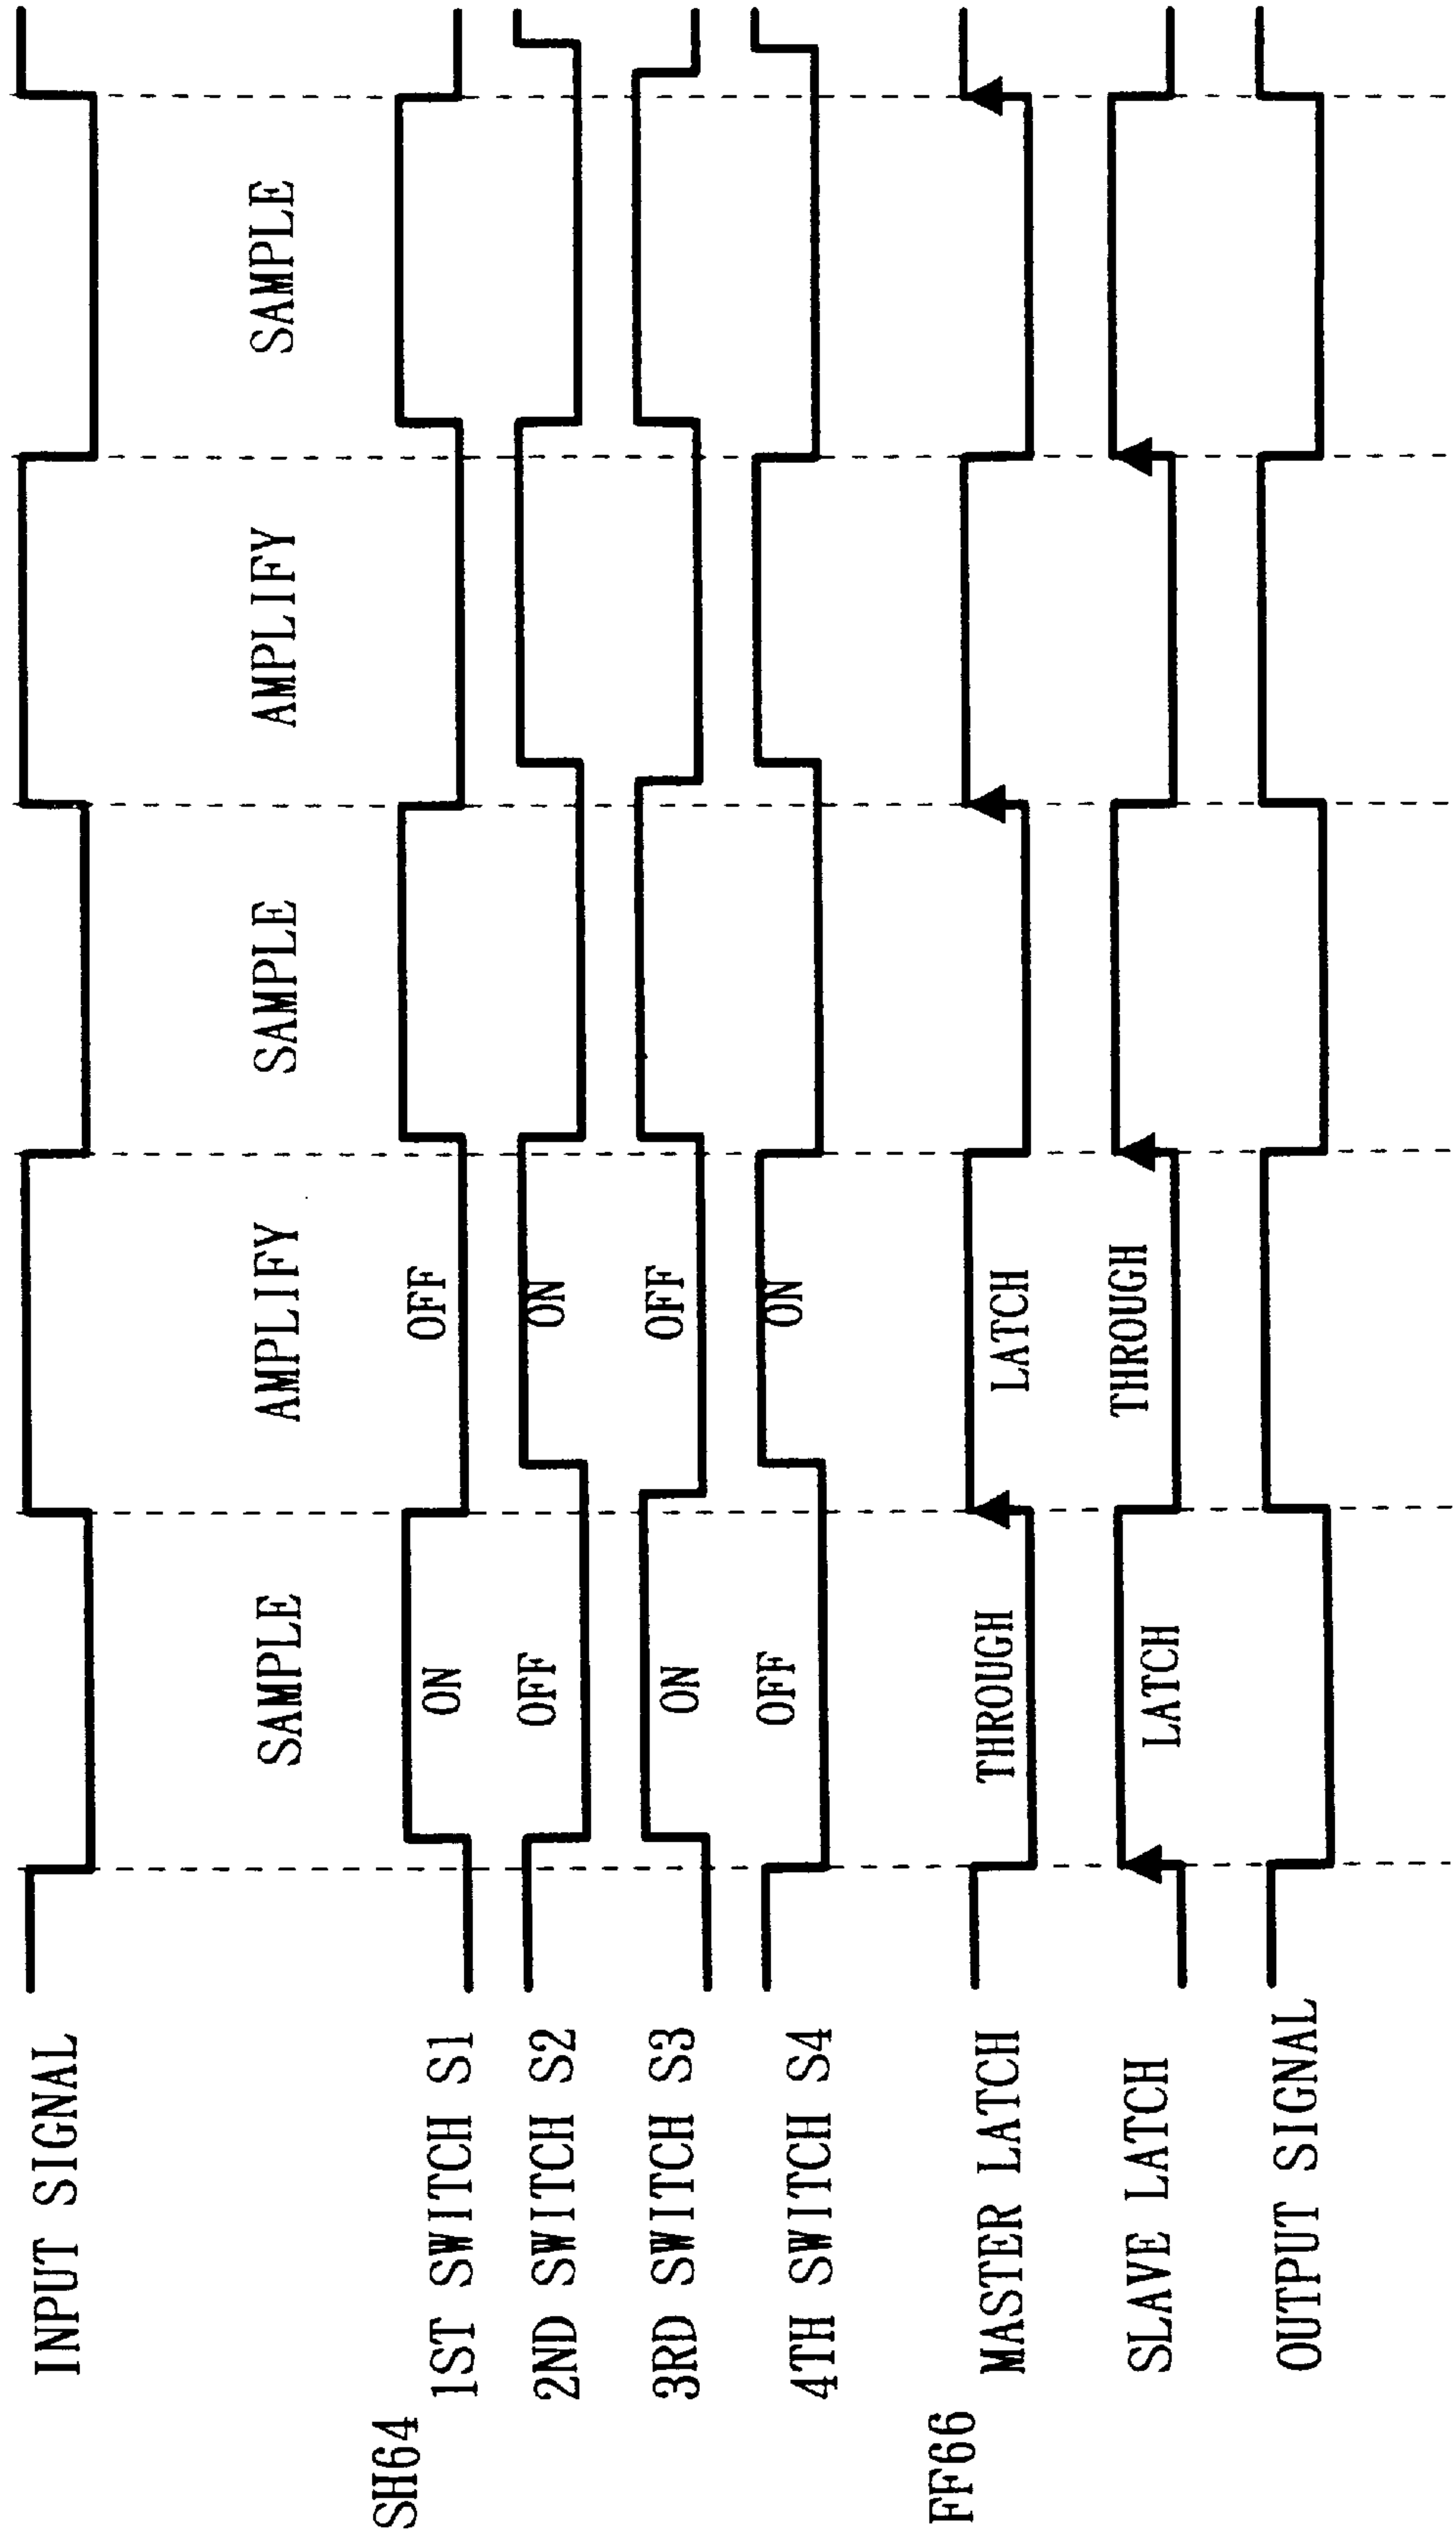 INPUT SIGNAL
SAMPLE AMPLIFY SAMPLE AMPLIFY SAMPLE
SH64
1ST SWITCH S1 ON OFF
2ND SWITCH S2 OFF ON
3RD SWITCH S3 ON OFF
4TH SWITCH S4 OFF ON
FF66
MASTER LATCH THROUGH LATCH
SLAVE LATCH LATCH THROUGH
OUTPUT SIGNAL